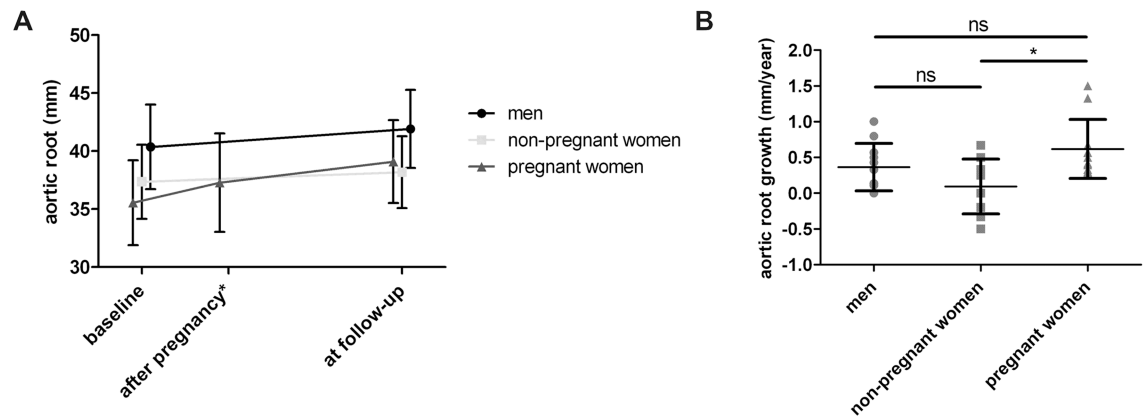 A
aortic root (mm)
50
45
40
35
30
baseline
after pregnancy*
at follow-up
men
non-pregnant women
pregnant women
B
aortic root growth (mm/year)
2.0
1.5
1.0
0.5
0.0
-0.5
-1.0
ns
ns
*
men
non-pregnant women
pregnant women